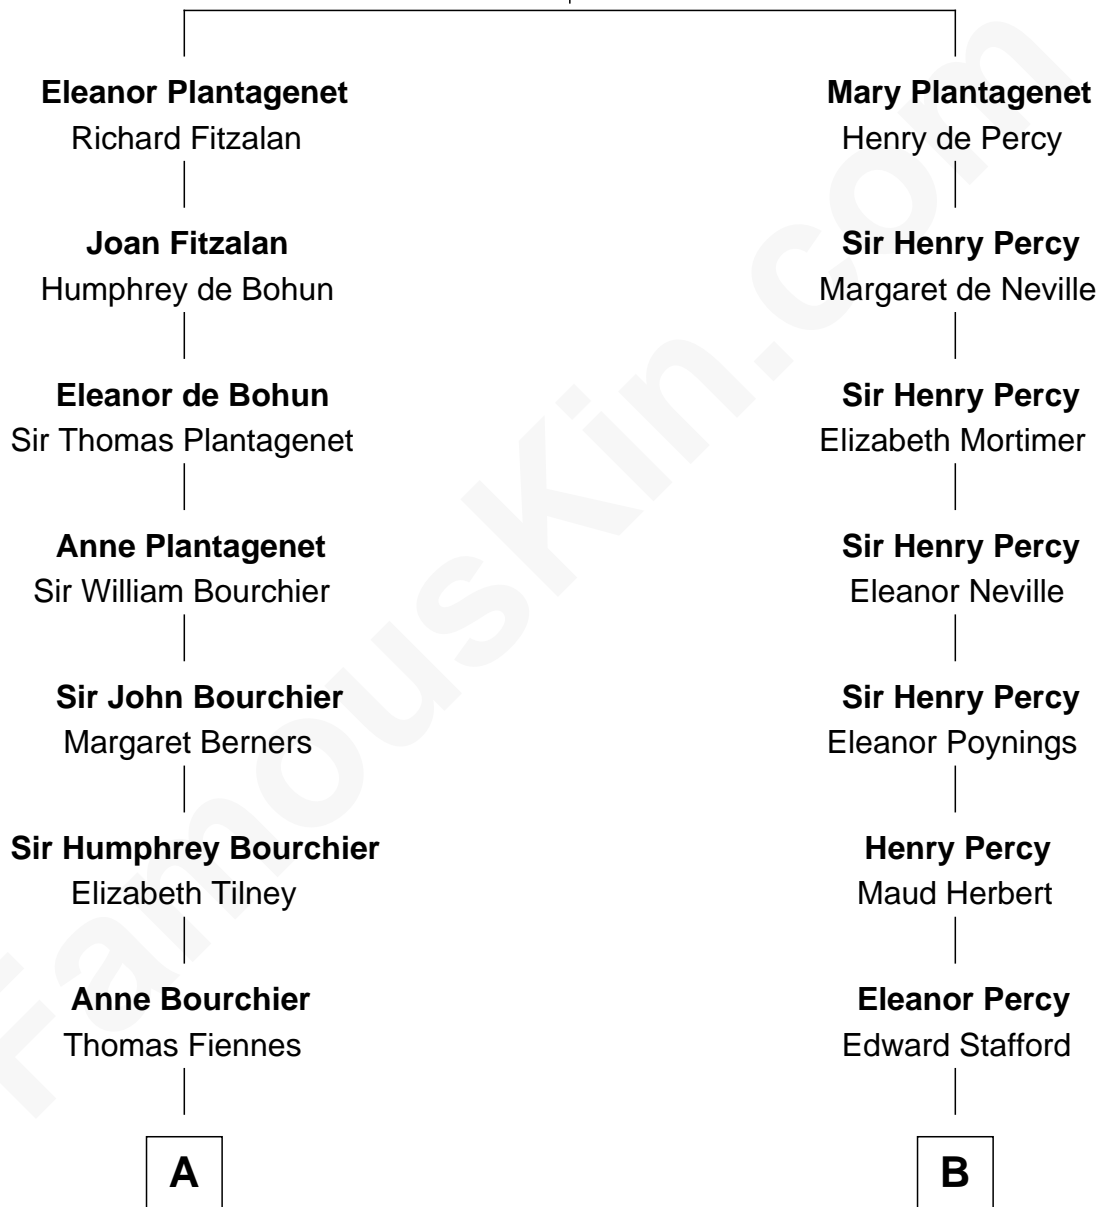 Eleanor Plantagenet
Richard Fitzalan
Joan Fitzalan
Humphrey de Bohun
Eleanor de Bohun
Sir Thomas Plantagenet
Anne Plantagenet
Sir William Bourchier
Sir John Bourchier
Margaret Berners
Sir Humphrey Bourchier
Elizabeth Tilney
Anne Bourchier
Thomas Fiennes
A
Mary Plantagenet
Henry de Percy
Sir Henry Percy
Margaret de Neville
Sir Henry Percy
Elizabeth Mortimer
Sir Henry Percy
Eleanor Neville
Sir Henry Percy
Eleanor Poynings
Henry Percy
Maud Herbert
Eleanor Percy
Edward Stafford
B
FamousKin.com